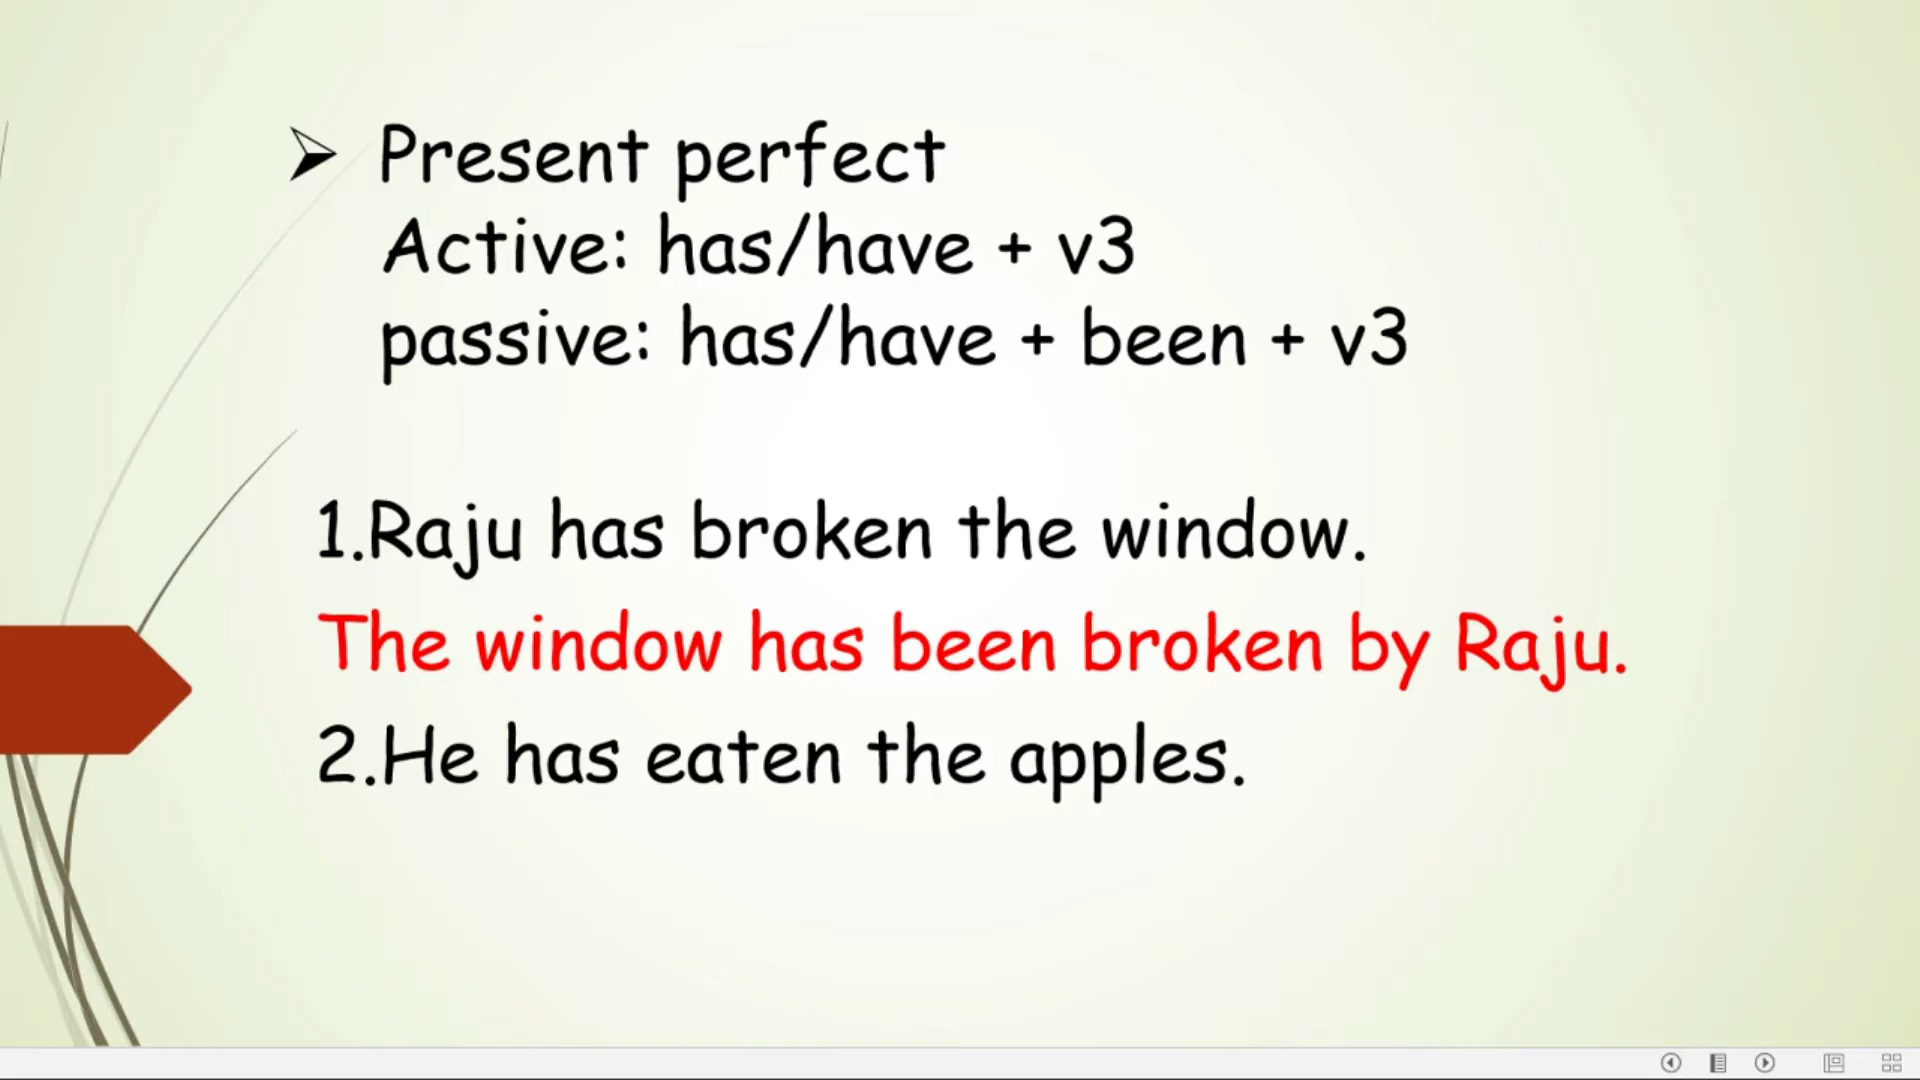 Present perfect
Active: has/have + v3
passive: has/have + been + v3
1.Raju has broken the window.
The window has been broken by Raju.
2.He has eaten the apples.